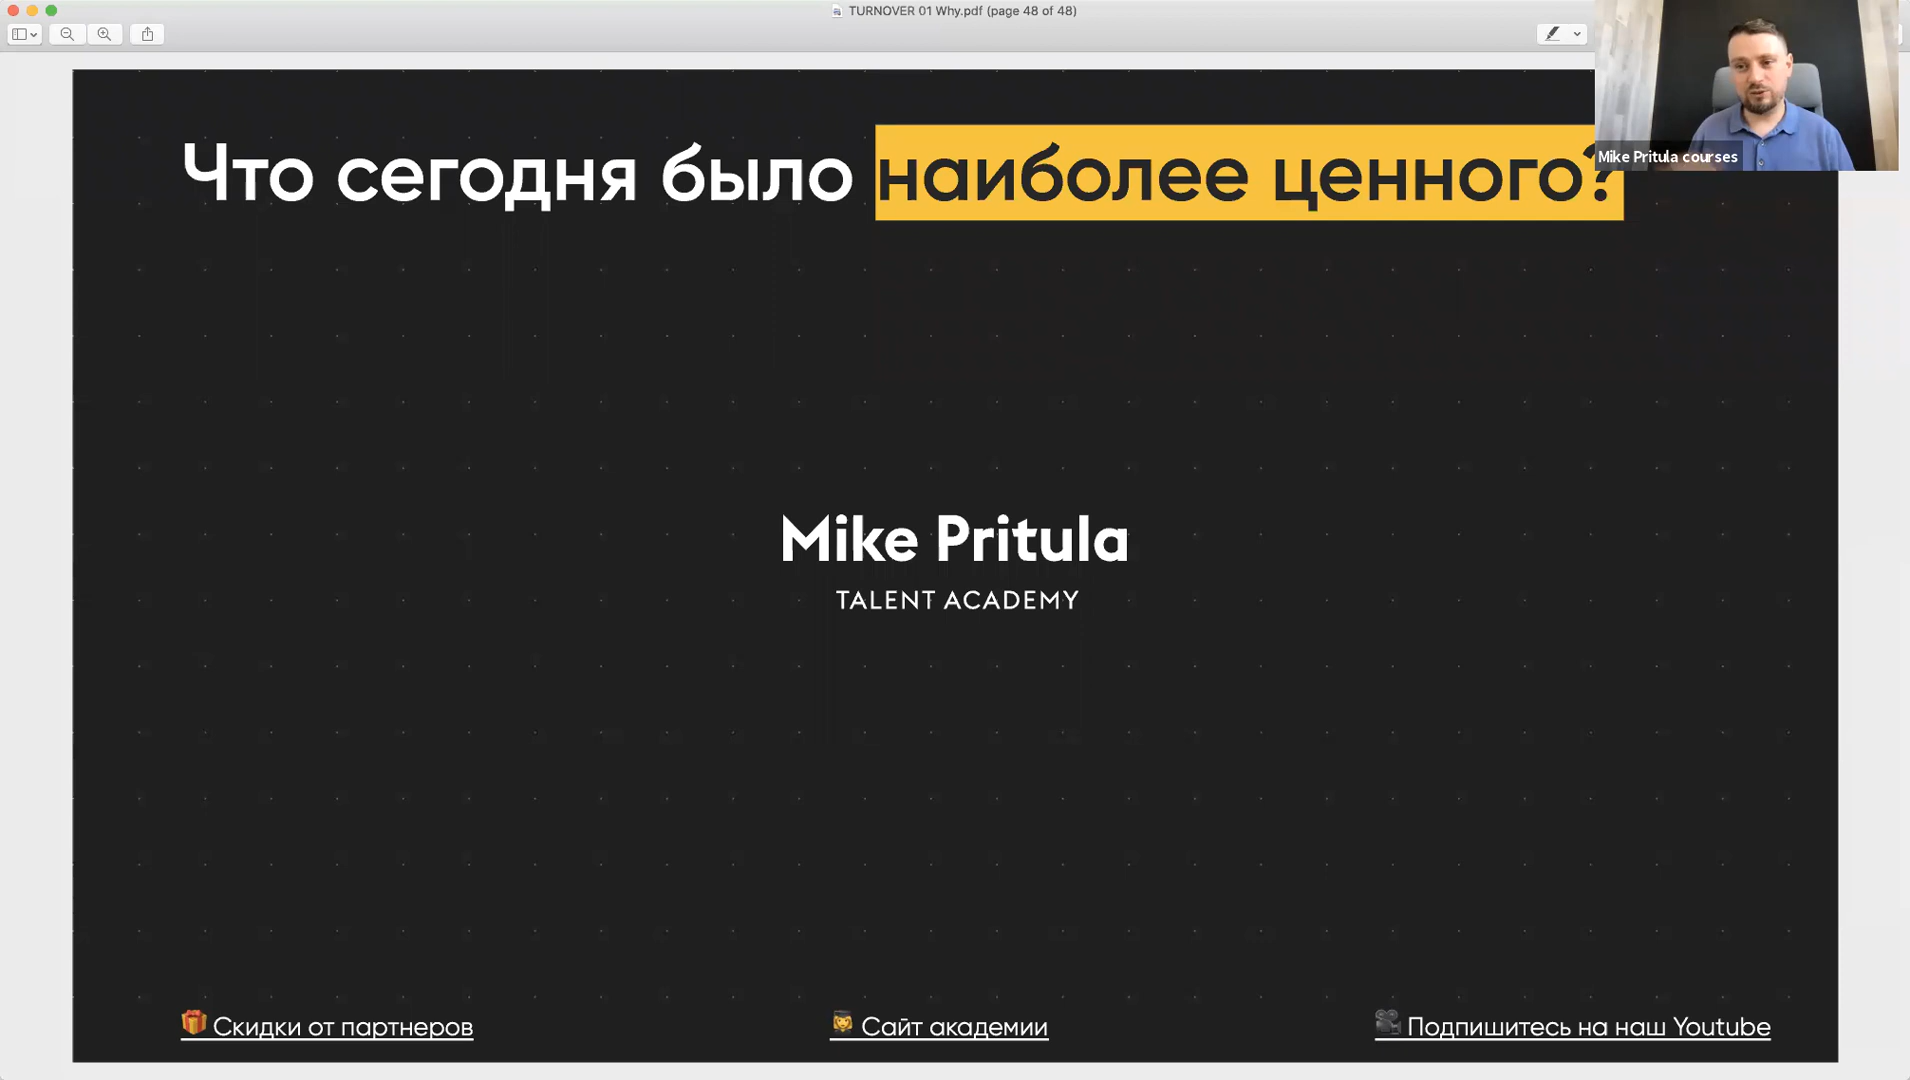 TURNOVER 01 Why.pdf (page 48 of 48)
Mike Pritula courses
Что сегодня было наиболее ценного?
Mike Pritula
TALENT ACADEMY
Скидки от партнеров
Сайт академии
Подпишитесь на наш Youtube